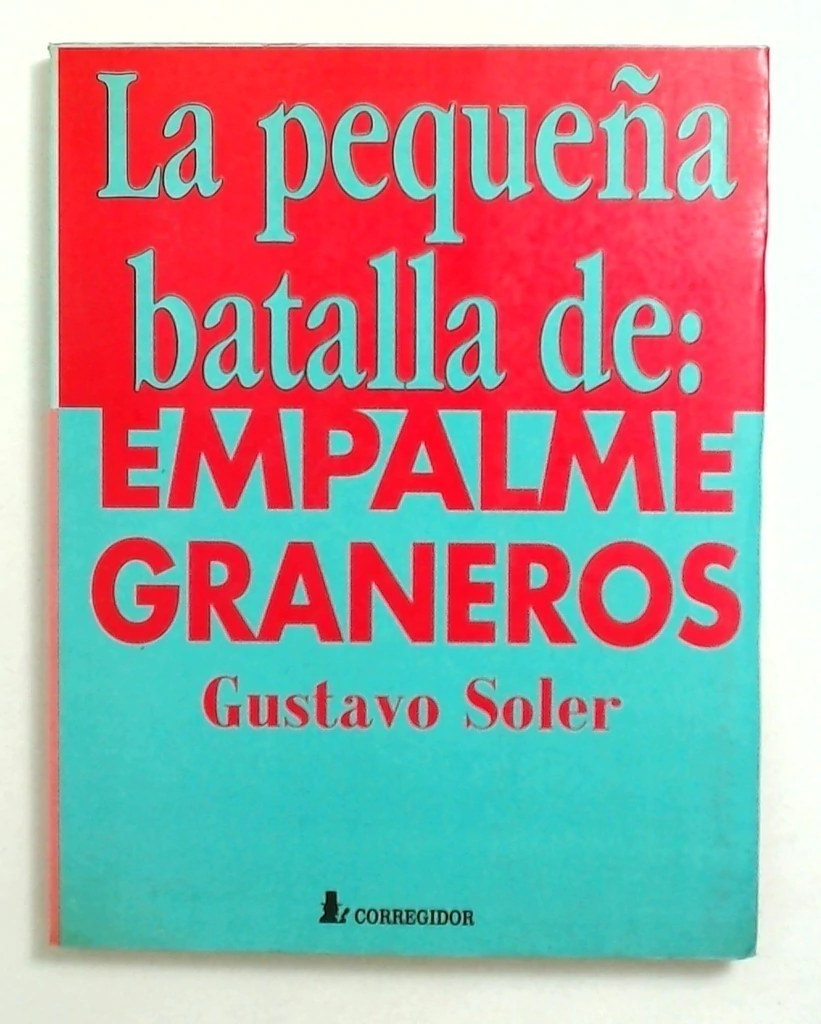 La pequeña
batalla de:
EMPALME
GRANEROS
Gustavo Soler
CORREGIDOR